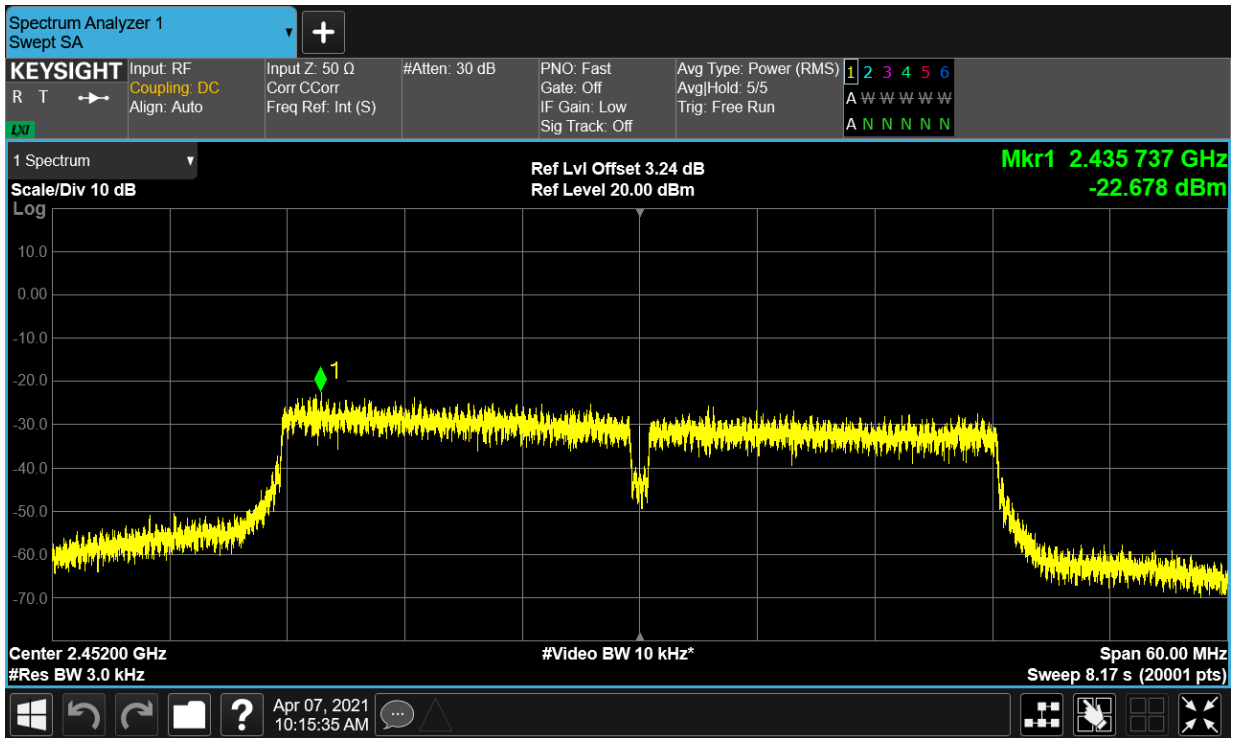 Spectrum Analyzer 1
Swept SA
KEYSIGHT
R T
LXI
Input: RF
Coupling: DC
Align: Auto
Input Z: 50 Ω
Corr CCorr
Freq Ref: Int (S)
#Atten: 30 dB
PNO: Fast
Gate: Off
IF Gain: Low
Sig Track: Off
Avg Type: Power (RMS)
Avg|Hold: 5/5
Trig: Free Run
1 2 3 4 5 6
A W W W W W
A N N N N N
1 Spectrum
Scale/Div 10 dB
Log
Ref Lvl Offset 3.24 dB
Ref Level 20.00 dBm
Mkr1 2.435 737 GHz
-22.678 dBm
10.0
0.00
-10.0
-20.0
-30.0
-40.0
-50.0
-60.0
-70.0
1
Center 2.45200 GHz
#Res BW 3.0 kHz
#Video BW 10 kHz*
Span 60.00 MHz
Sweep 8.17 s (20001 pts)
?
Apr 07, 2021
10:15:35 AM